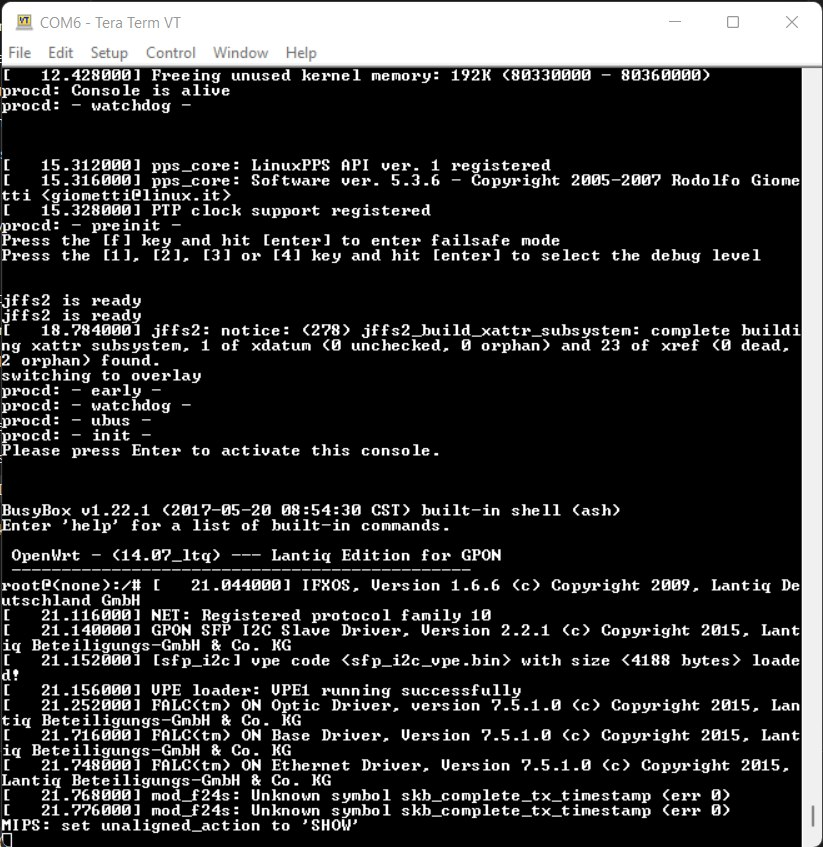 COM6 - Tera Term VT
File Edit Setup Control Window Help
[   12.428000] Freeing unused kernel memory: 192K (80330000 - 80360000)
procd: Console is alive
procd: - watchdog -
[   15.312000] pps_core: LinuxPPS API ver. 1 registered
[   15.316000] pps_core: Software ver. 5.3.6 - Copyright 2005-2007 Rodolfo Giome
tti <giometti@linux.it>
[   15.328000] PTP clock support registered
procd: - preinit -
Press the [f] key and hit [enter] to enter failsafe mode
Press the [1], [2], [3] or [4] key and hit [enter] to select the debug level
jffs2 is ready
jffs2 is ready
[   18.784000] jffs2: notice: (278) jffs2_build_xattr_subsystem: complete buildi
ng xattr subsystem, 1 of xdatum (0 unchecked, 0 orphan) and 23 of xref (0 dead,
2 orphan) found.
switching to overlay
procd: - early -
procd: - watchdog -
procd: - ubus -
procd: - init -
Please press Enter to activate this console.
BusyBox v1.22.1 (2017-05-20 08:54:30 CST) built-in shell (ash)
Enter 'help' for a list of built-in commands.
OpenWrt - (14.07_ltq) --- Lantiq Edition for GPON
---------------------------------------------------
root@(none):/# [   21.044000] IFXOS, Version 1.6.6 (c) Copyright 2009, Lantiq De
utschland GmbH
[   21.116000] NET: Registered protocol family 10
[   21.140000] GPON SFP I2C Slave Driver, Version 2.2.1 (c) Copyright 2015, Lant
iq Beteiligungs-GmbH & Co. KG
[   21.152000] [sfp_i2c] vpe code <sfp_i2c_vpe.bin> with size (4188 bytes) loade
d!
[   21.156000] VPE loader: VPE1 running successfully
[   21.252000] FALC(tm) ON Optic Driver, version 7.5.1.0 (c) Copyright 2015, Lan
tiq Beteiligungs-GmbH & Co. KG
[   21.716000] FALC(tm) ON Base Driver, Version 7.5.1.0 (c) Copyright 2015, Lant
iq Beteiligungs-GmbH & Co. KG
[   21.748000] FALC(tm) ON Ethernet Driver, Version 7.5.1.0 (c) Copyright 2015,
Lantiq Beteiligungs-GmbH & Co. KG
[   21.768000] mod_f24s: Unknown symbol skb_complete_tx_timestamp (err 0)
[   21.776000] mod_f24s: Unknown symbol skb_complete_tx_timestamp (err 0)
MIPS: set unaligned_action to 'SHOW'